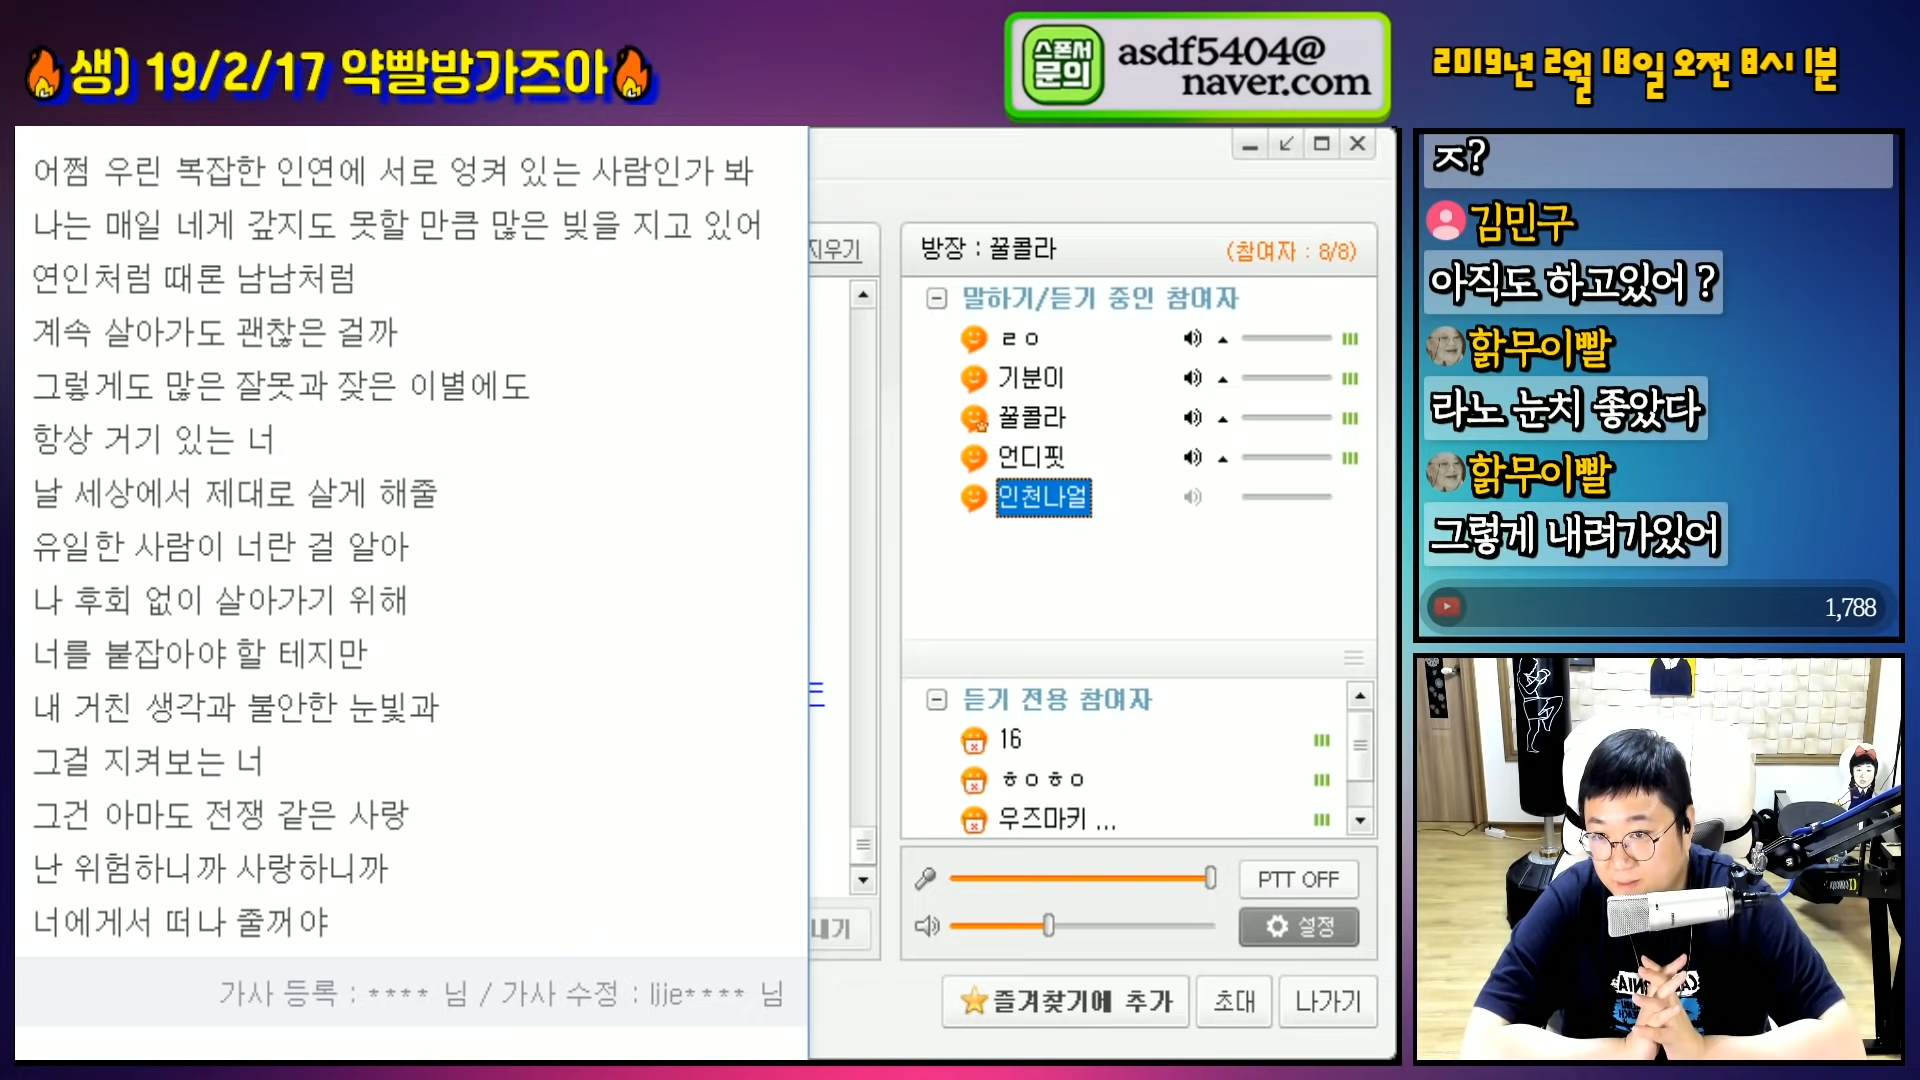 생) 19/2/17 약빨방가즈아
스폰서
문의
asdf5404@
naver.com
2019년 2월 18일 오전 8시 1분
어쩜 우린 복잡한 인연에 서로 엉켜 있는 사람인가 봐
나는 매일 네게 갚지도 못할 만큼 많은 빚을 지고 있어
연인처럼 때론 남남처럼
계속 살아가도 괜찮은 걸까
그렇게도 많은 잘못과 잦은 이별에도
항상 거기 있는 너
날 세상에서 제대로 살게 해줄
유일한 사람이 너란 걸 알아
나 후회 없이 살아가기 위해
너를 붙잡아야 할 테지만
내 거친 생각과 불안한 눈빛과
그걸 지켜보는 너
그건 아마도 전쟁 같은 사랑
난 위험하니까 사랑하니까
너에게서 떠나 줄꺼야
가사 등록 : **** 님 / 가사 수정 : lije**** 님
지우기
내기
방장 : 꿀콜라
(참여자 : 8/8)
말하기/듣기 중인 참여자
ㄹㅇ
기분이
꿀콜라
언디핏
인천나얼
듣기 전용 참여자
16
ㅎㅇㅎㅇ
우즈마키 ...
PTT OFF
설정
즐겨찾기에 추가
초대
나가기
ㅈ?
김민구
아직도 하고있어 ?
핡무이빨
라노 눈치 좋았다
핡무이빨
그렇게 내려가있어
1,788